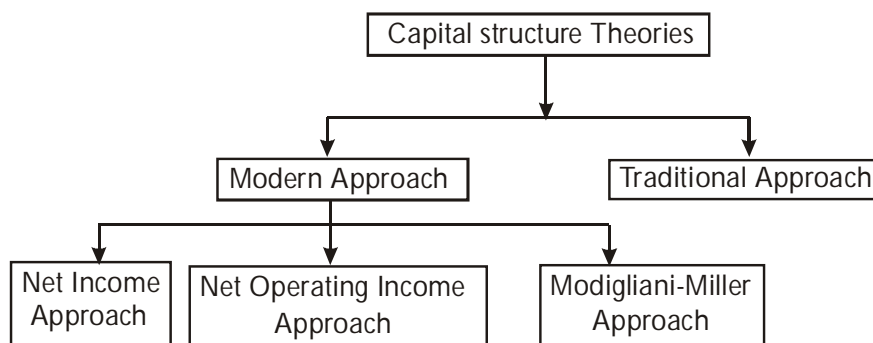 Capital structure Theories
Modern Approach
Traditional Approach
Net Income
Approach
Net Operating Income
Approach
Modigliani-Miller
Approach